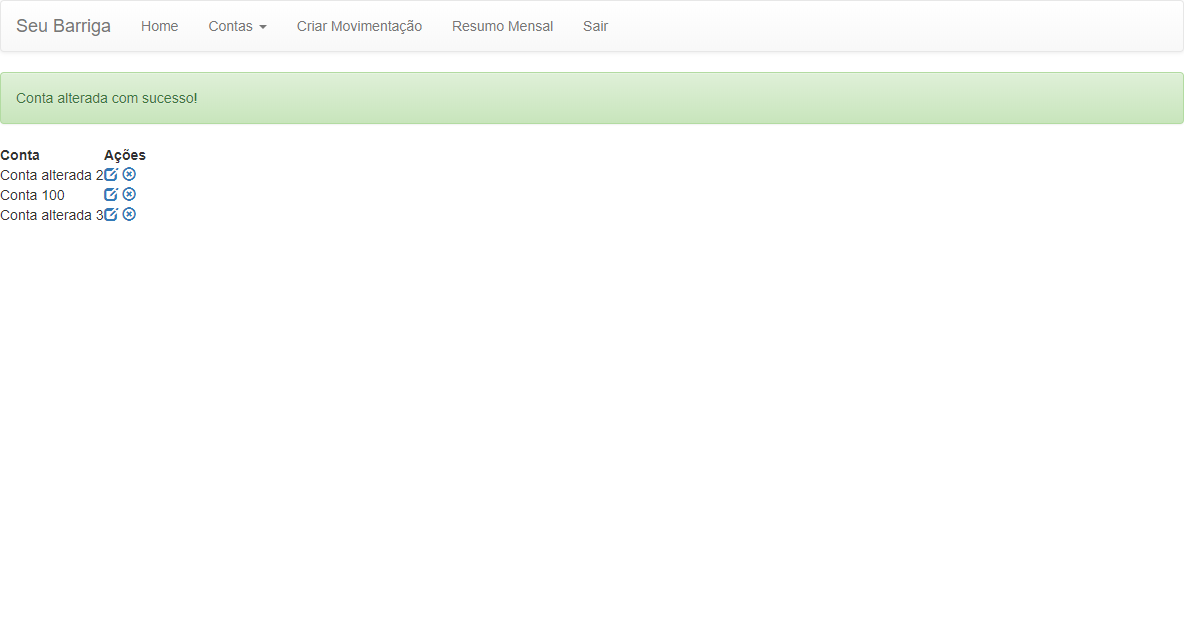 Seu Barriga Home Contas Criar Movimentação Resumo Mensal Sair
Conta alterada com sucesso!
Conta Ações
Conta alterada 2
Conta 100
Conta alterada 3